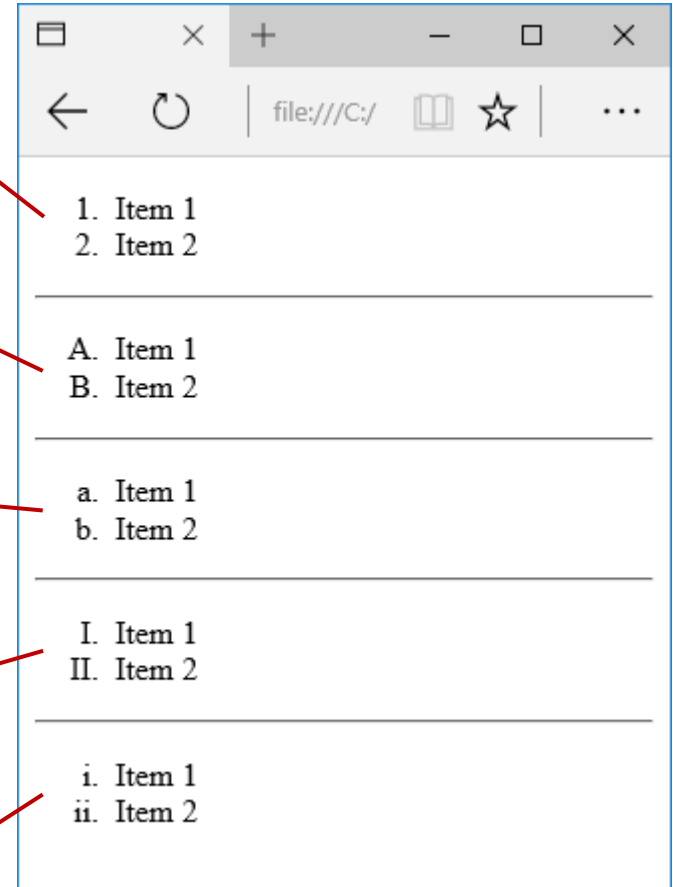 file:///C:/
1. Item 1
2. Item 2
A. Item 1
B. Item 2
a. Item 1
b. Item 2
I. Item 1
II. Item 2
i. Item 1
ii. Item 2